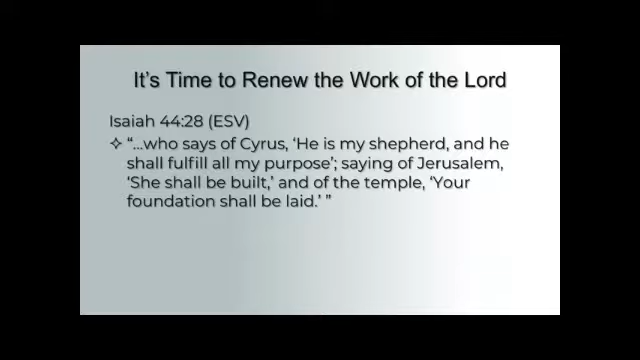 It’s Time to Renew the Work of the Lord
Isaiah 44:28 (ESV)
✧ “…who says of Cyrus, ‘He is my shepherd, and he
shall fulfill all my purpose’; saying of Jerusalem,
‘She shall be built,’ and of the temple, ‘Your
foundation shall be laid.’ ”